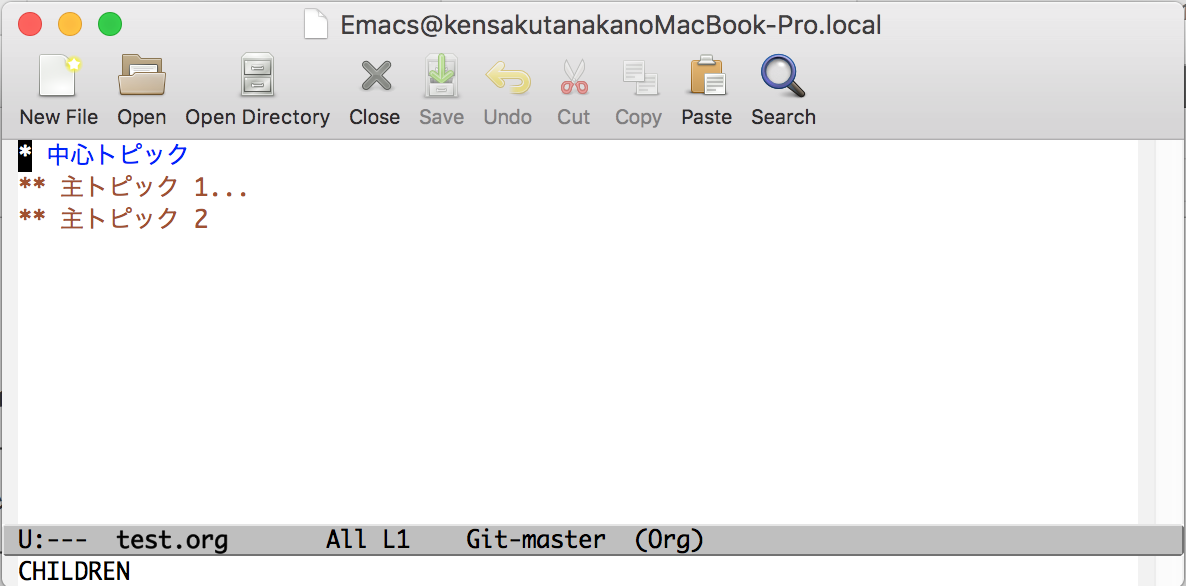 Emacs@kensakutanakanoMacBook-Pro.local
New File Open Open Directory Close Save Undo Cut Copy Paste Search
* 中心トピック
** 主トピック 1...
** 主トピック 2
U:--- test.org All L1 Git-master (Org)
CHILDREN